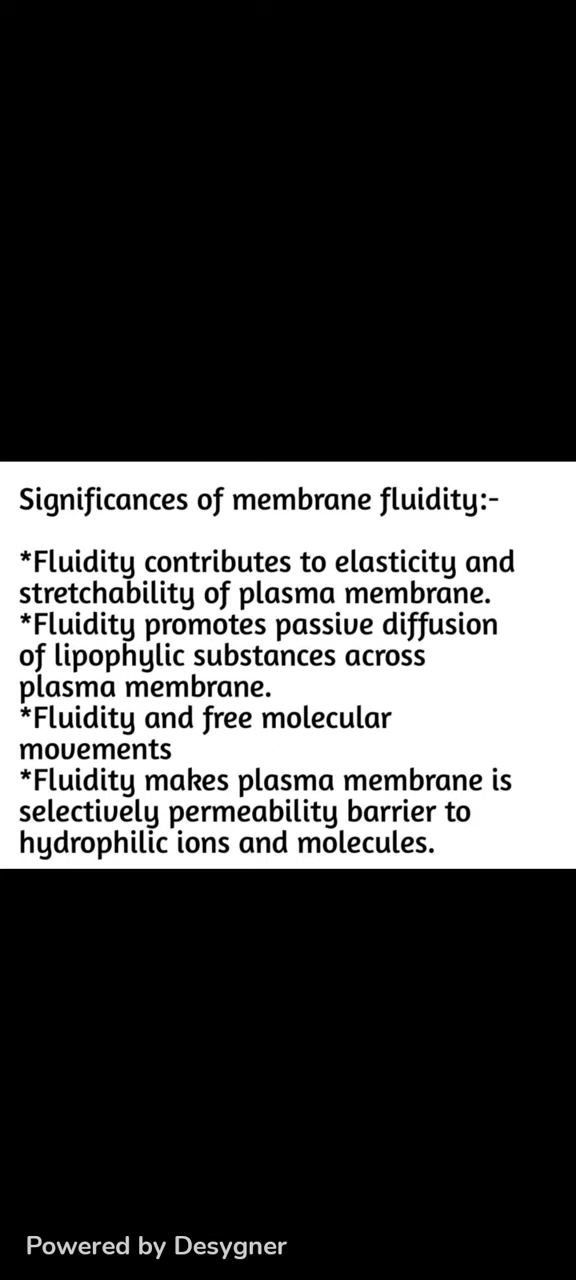 Significances of membrane fluidity:-
*Fluidity contributes to elasticity and
stretchability of plasma membrane.
*Fluidity promotes passive diffusion
of lipophylic substances across
plasma membrane.
*Fluidity and free molecular
movements
*Fluidity makes plasma membrane is
selectively permeability barrier to
hydrophilic ions and molecules.
Powered by Desygner